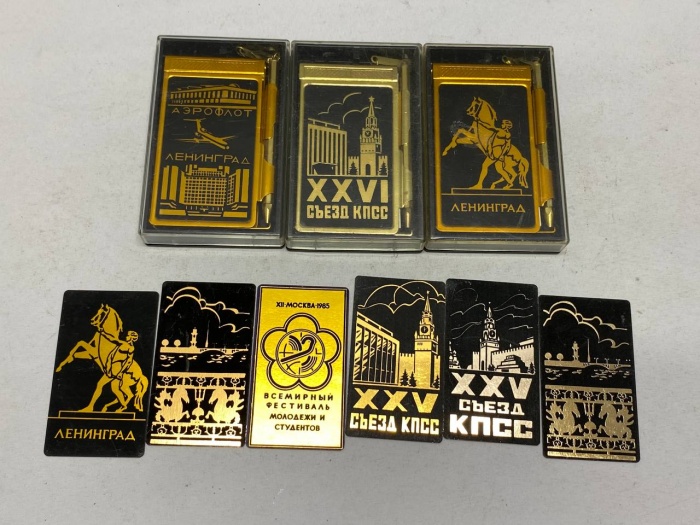 АЭРОФЛОТ
ЛЕНИНГРАД
XXVI
СЪЕЗД КПСС
ЛЕНИНГРАД
ЛЕНИНГРАД
XII·МОСКВА·1985
ВСЕМИРНЫЙ
ФЕСТИВАЛЬ
МОЛОДЕЖИ И
СТУДЕНТОВ
XXV
СЪЕЗД КПСС
XXV
СЪЕЗД
КПСС